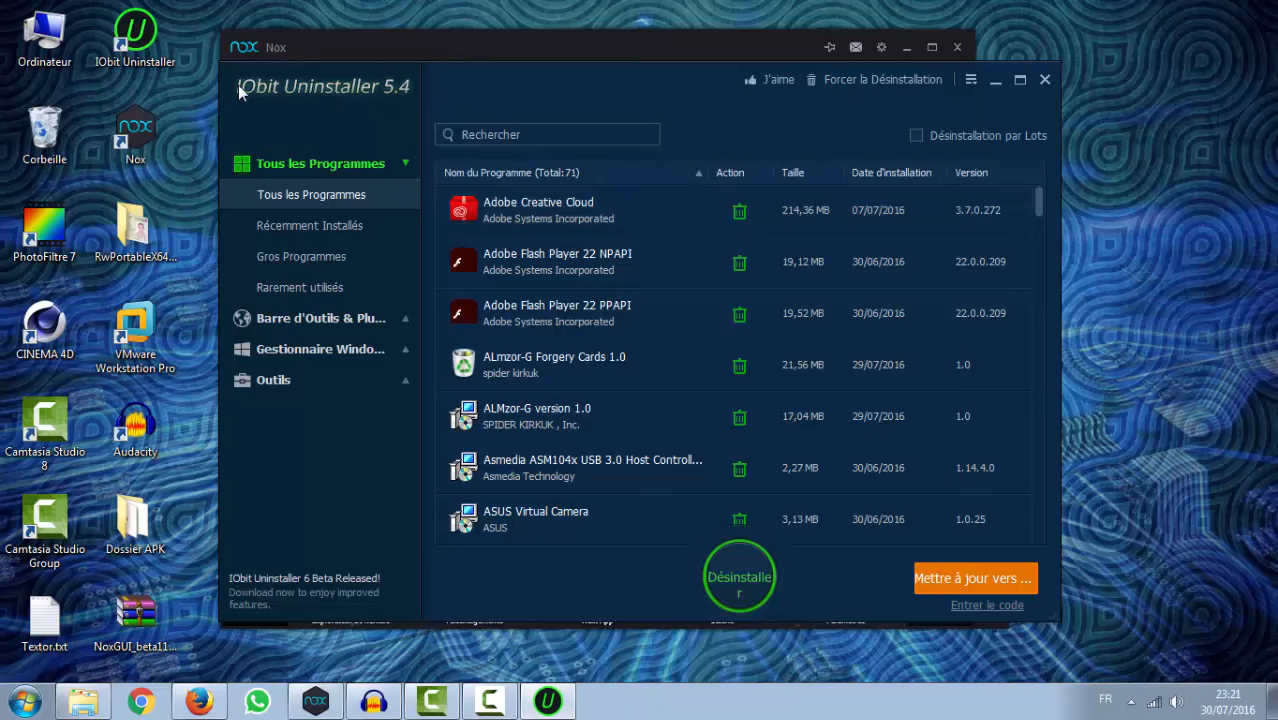 Ordinateur
IObit Uninstaller
Corbeille
Nox
PhotoFiltre 7
RwPortableX64...
CINEMA 4D
VMware
Workstation Pro
Camtasia Studio
8
Audacity
Camtasia Studio
Group
Dossier APK
Textor.txt
NoxGUI_beta11...
nox Nox
IObit Uninstaller 5.4
J'aime
Forcer la Désinstallation
Rechercher
Désinstallation par Lots
Tous les Programmes
Tous les Programmes
Récemment Installés
Gros Programmes
Rarement utilisés
Barre d'Outils & Plu...
Gestionnaire Windo...
Outils
IObit Uninstaller 6 Beta Released!
Download now to enjoy improved
features.
Nom du Programme (Total:71) Action Taille Date d'installation Version
Adobe Creative Cloud
Adobe Systems Incorporated
214,36 MB 07/07/2016 3.7.0.272
Adobe Flash Player 22 NPAPI
Adobe Systems Incorporated
19,12 MB 30/06/2016 22.0.0.209
Adobe Flash Player 22 PPAPI
Adobe Systems Incorporated
19,52 MB 30/06/2016 22.0.0.209
ALmzor-G Forgery Cards 1.0
spider kirkuk
21,56 MB 29/07/2016 1.0
ALMzor-G version 1.0
SPIDER KIRKUK , Inc.
17,04 MB 29/07/2016 1.0
Asmedia ASM104x USB 3.0 Host Controll...
Asmedia Technology
2,27 MB 30/06/2016 1.14.4.0
ASUS Virtual Camera
ASUS
3,13 MB 30/06/2016 1.0.25
Désinstalle
r
Mettre à jour vers ...
Entrer le code
FR
23:21
30/07/2016